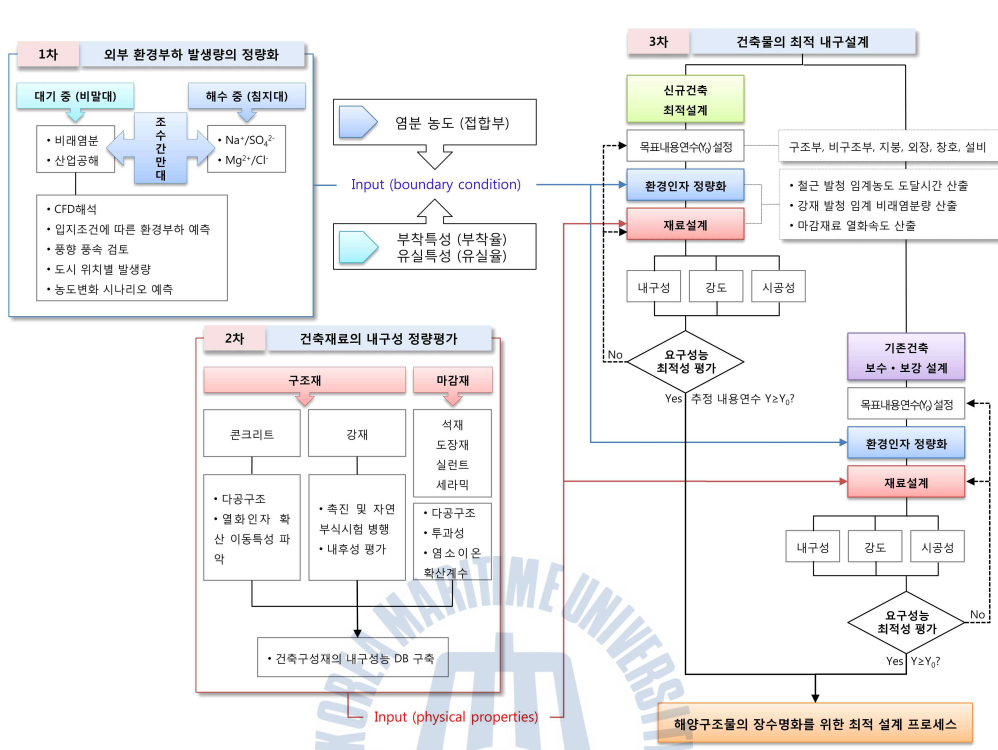 1차
외부 환경부하 발생량의 정량화
대기 중 (비말대)
해수 중 (침지대)
• 비래염분
• 산업공해
조
수
간
만
대
• Na⁺/SO₄²⁻
• Mg²⁺/Cl⁻
• CFD해석
• 입지조건에 따른 환경부하 예측
• 풍향 풍속 검토
• 도시 위치별 발생량
• 농도변화 시나리오 예측
염분 농도 (접합부)
Input (boundary condition)
부착특성 (부착율)
유실특성 (유실율)
2차
건축재료의 내구성 정량평가
구조재
마감재
콘크리트
강재
석재
도장재
실런트
세라믹
• 다공구조
• 열화인자 확
산 이동특성 파
악
• 촉진 및 자연
부식시험 병행
• 내후성 평가
• 다공구조
• 투과성
• 염소이온
확산계수
• 건축구성재의 내구성능 DB 구축
Input (physical properties)
3차
건축물의 최적 내구설계
신규건축
최적설계
목표내용연수(Y₀) 설정
구조부, 비구조부, 지붕, 외장, 창호, 설비
환경인자 정량화
재료설계
• 철근 발청 임계농도 도달시간 산출
• 강재 발청 임계 비래염분량 산출
• 마감재료 열화속도 산출
내구성
강도
시공성
요구성능
최적성 평가
No
Yes
추정 내용연수 Y≥Y₀?
기존건축
보수・보강 설계
목표내용연수(Y₀) 설정
환경인자 정량화
재료설계
내구성
강도
시공성
요구성능
최적성 평가
No
Yes
Y≥Y₀?
해양구조물의 장수명화를 위한 최적 설계 프로세스
KOREA MARITIME UNIVERSITY